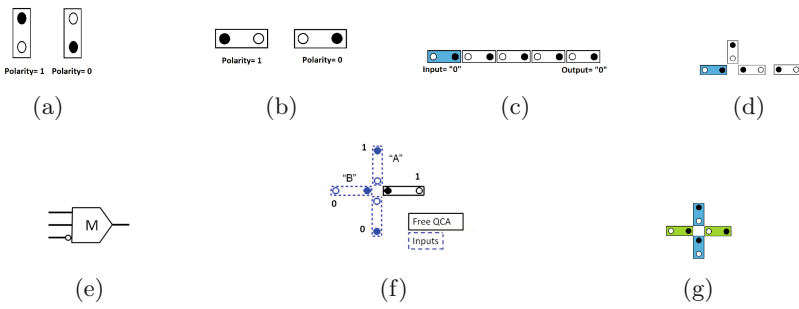 Polarity= 1 Polarity= 0
(a)
Polarity= 1 Polarity= 0
(b)
Input= "0" Output= "0"
(c)
(d)
M
(e)
1 "A"
"B" 1
0
0
Free QCA
Inputs
(f)
(g)